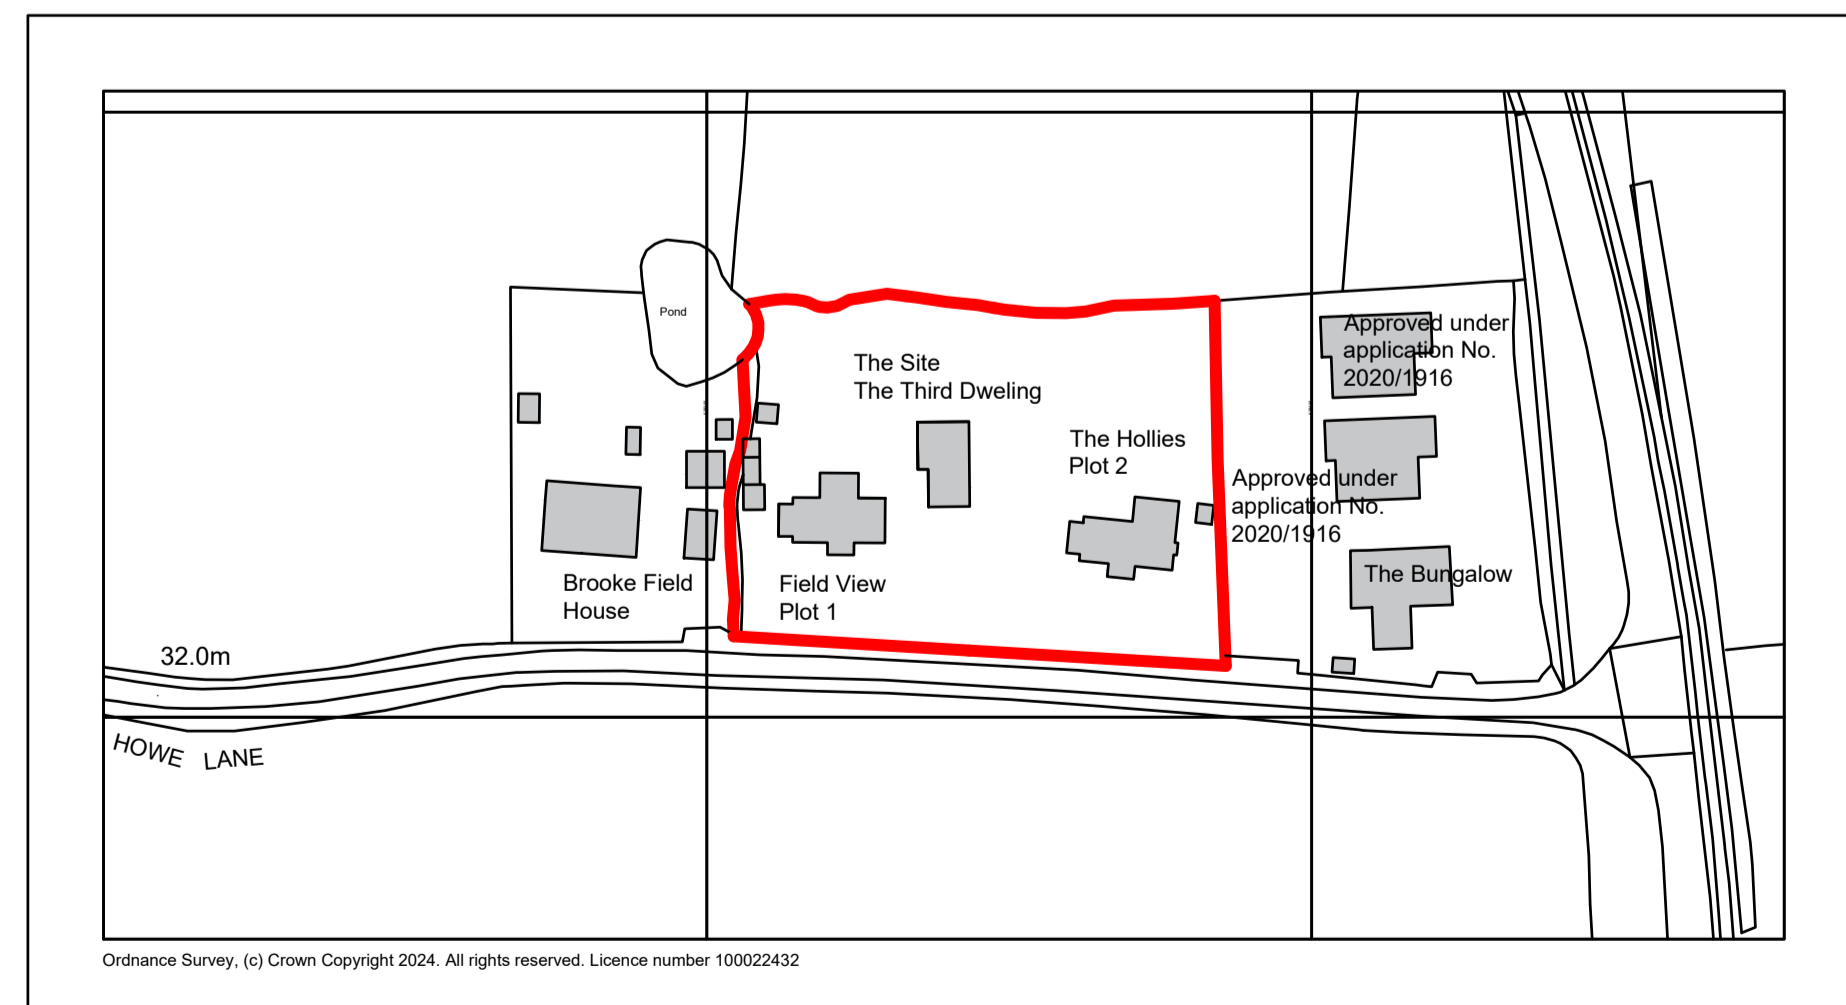 Pond
The Site
The Third Dweling
Approved under
application No.
2020/1916
The Hollies
Plot 2
Approved under
application No.
2020/1916
The Bungalow
Brooke Field
House
Field View
Plot 1
32.0m
HOWE LANE
Ordnance Survey, (c) Crown Copyright 2024. All rights reserved. Licence number 100022432